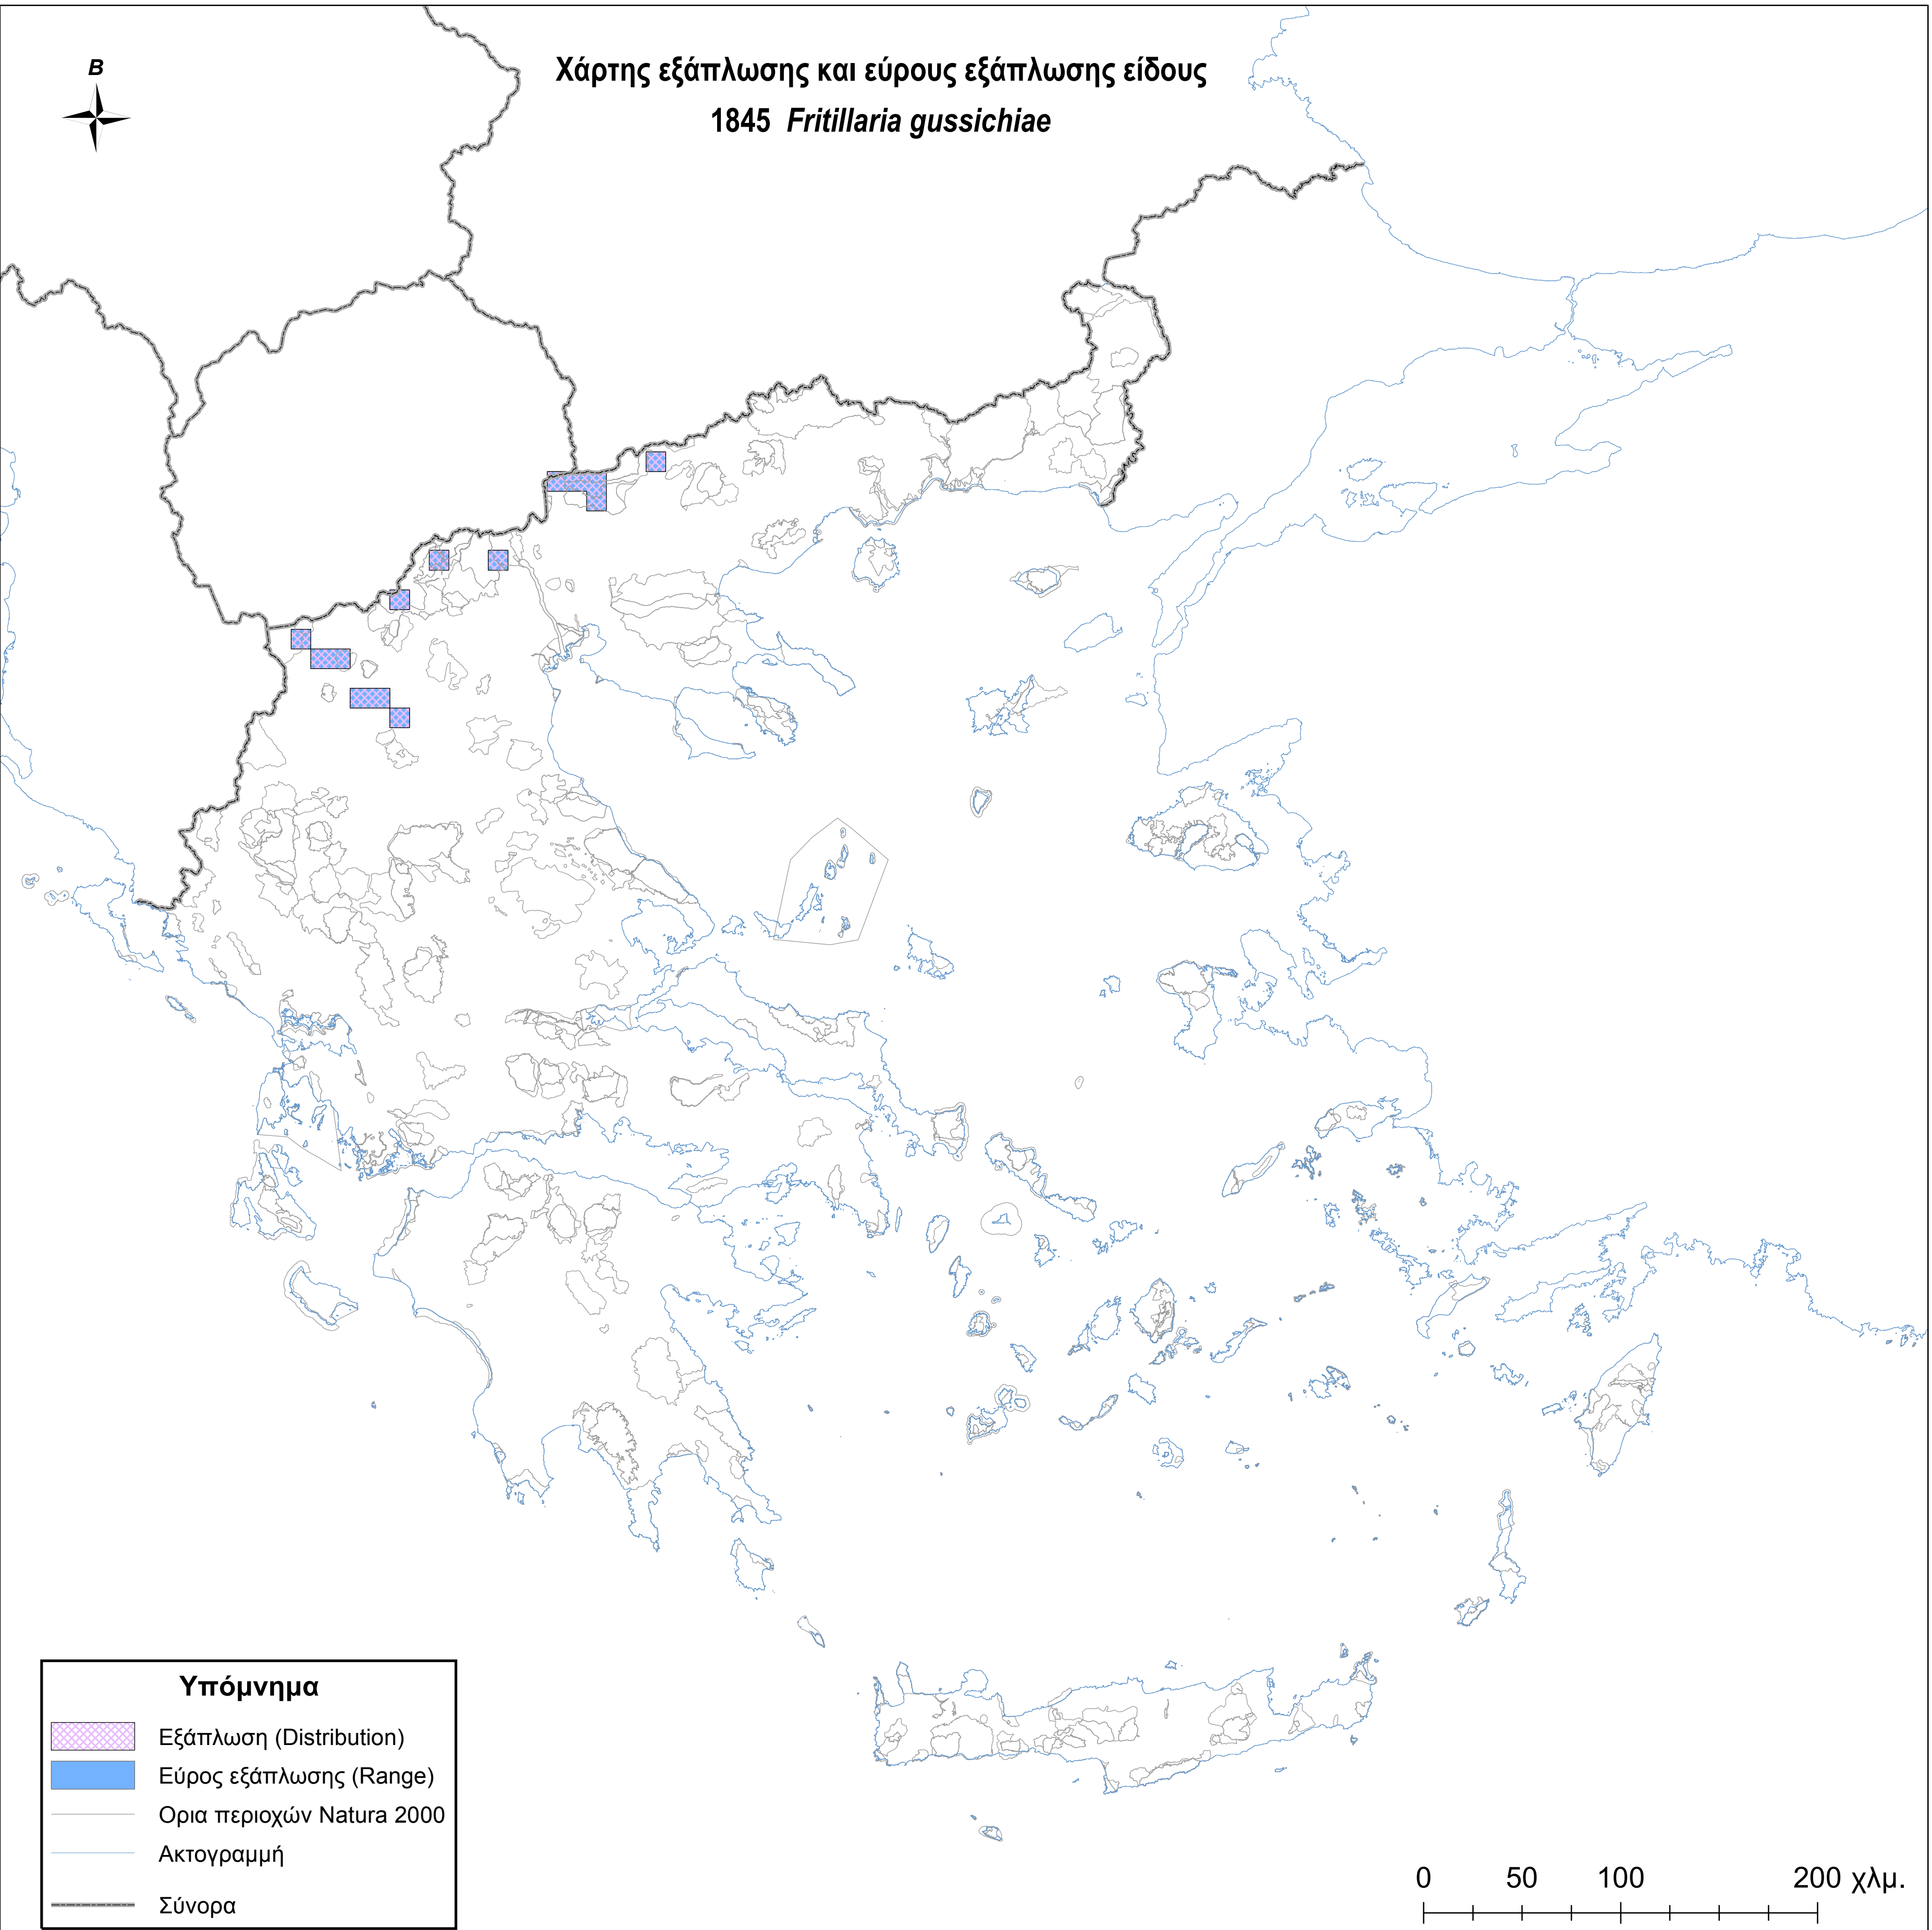 Χάρτης εξάπλωσης και εύρους εξάπλωσης είδους
1845 Fritillaria gussichiae
Β
Υπόμνημα
Εξάπλωση (Distribution)
Εύρος εξάπλωσης (Range)
Ορια περιοχών Natura 2000
Ακτογραμμή
Σύνορα
0 50 100 200 χλμ.